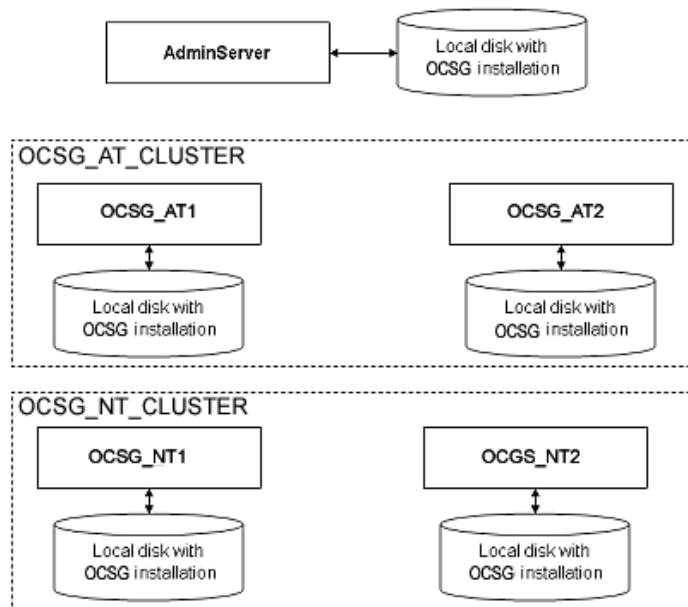 AdminServer
Local disk with
OCSG installation
OCSG_AT_CLUSTER
OCSG_AT1
OCSG_AT2
Local disk with
OCSG installation
Local disk with
OCSG installation
OCSG_NT_CLUSTER
OCSG_NT1
OCGS_NT2
Local disk with
OCSG installation
Local disk with
OCSG installation